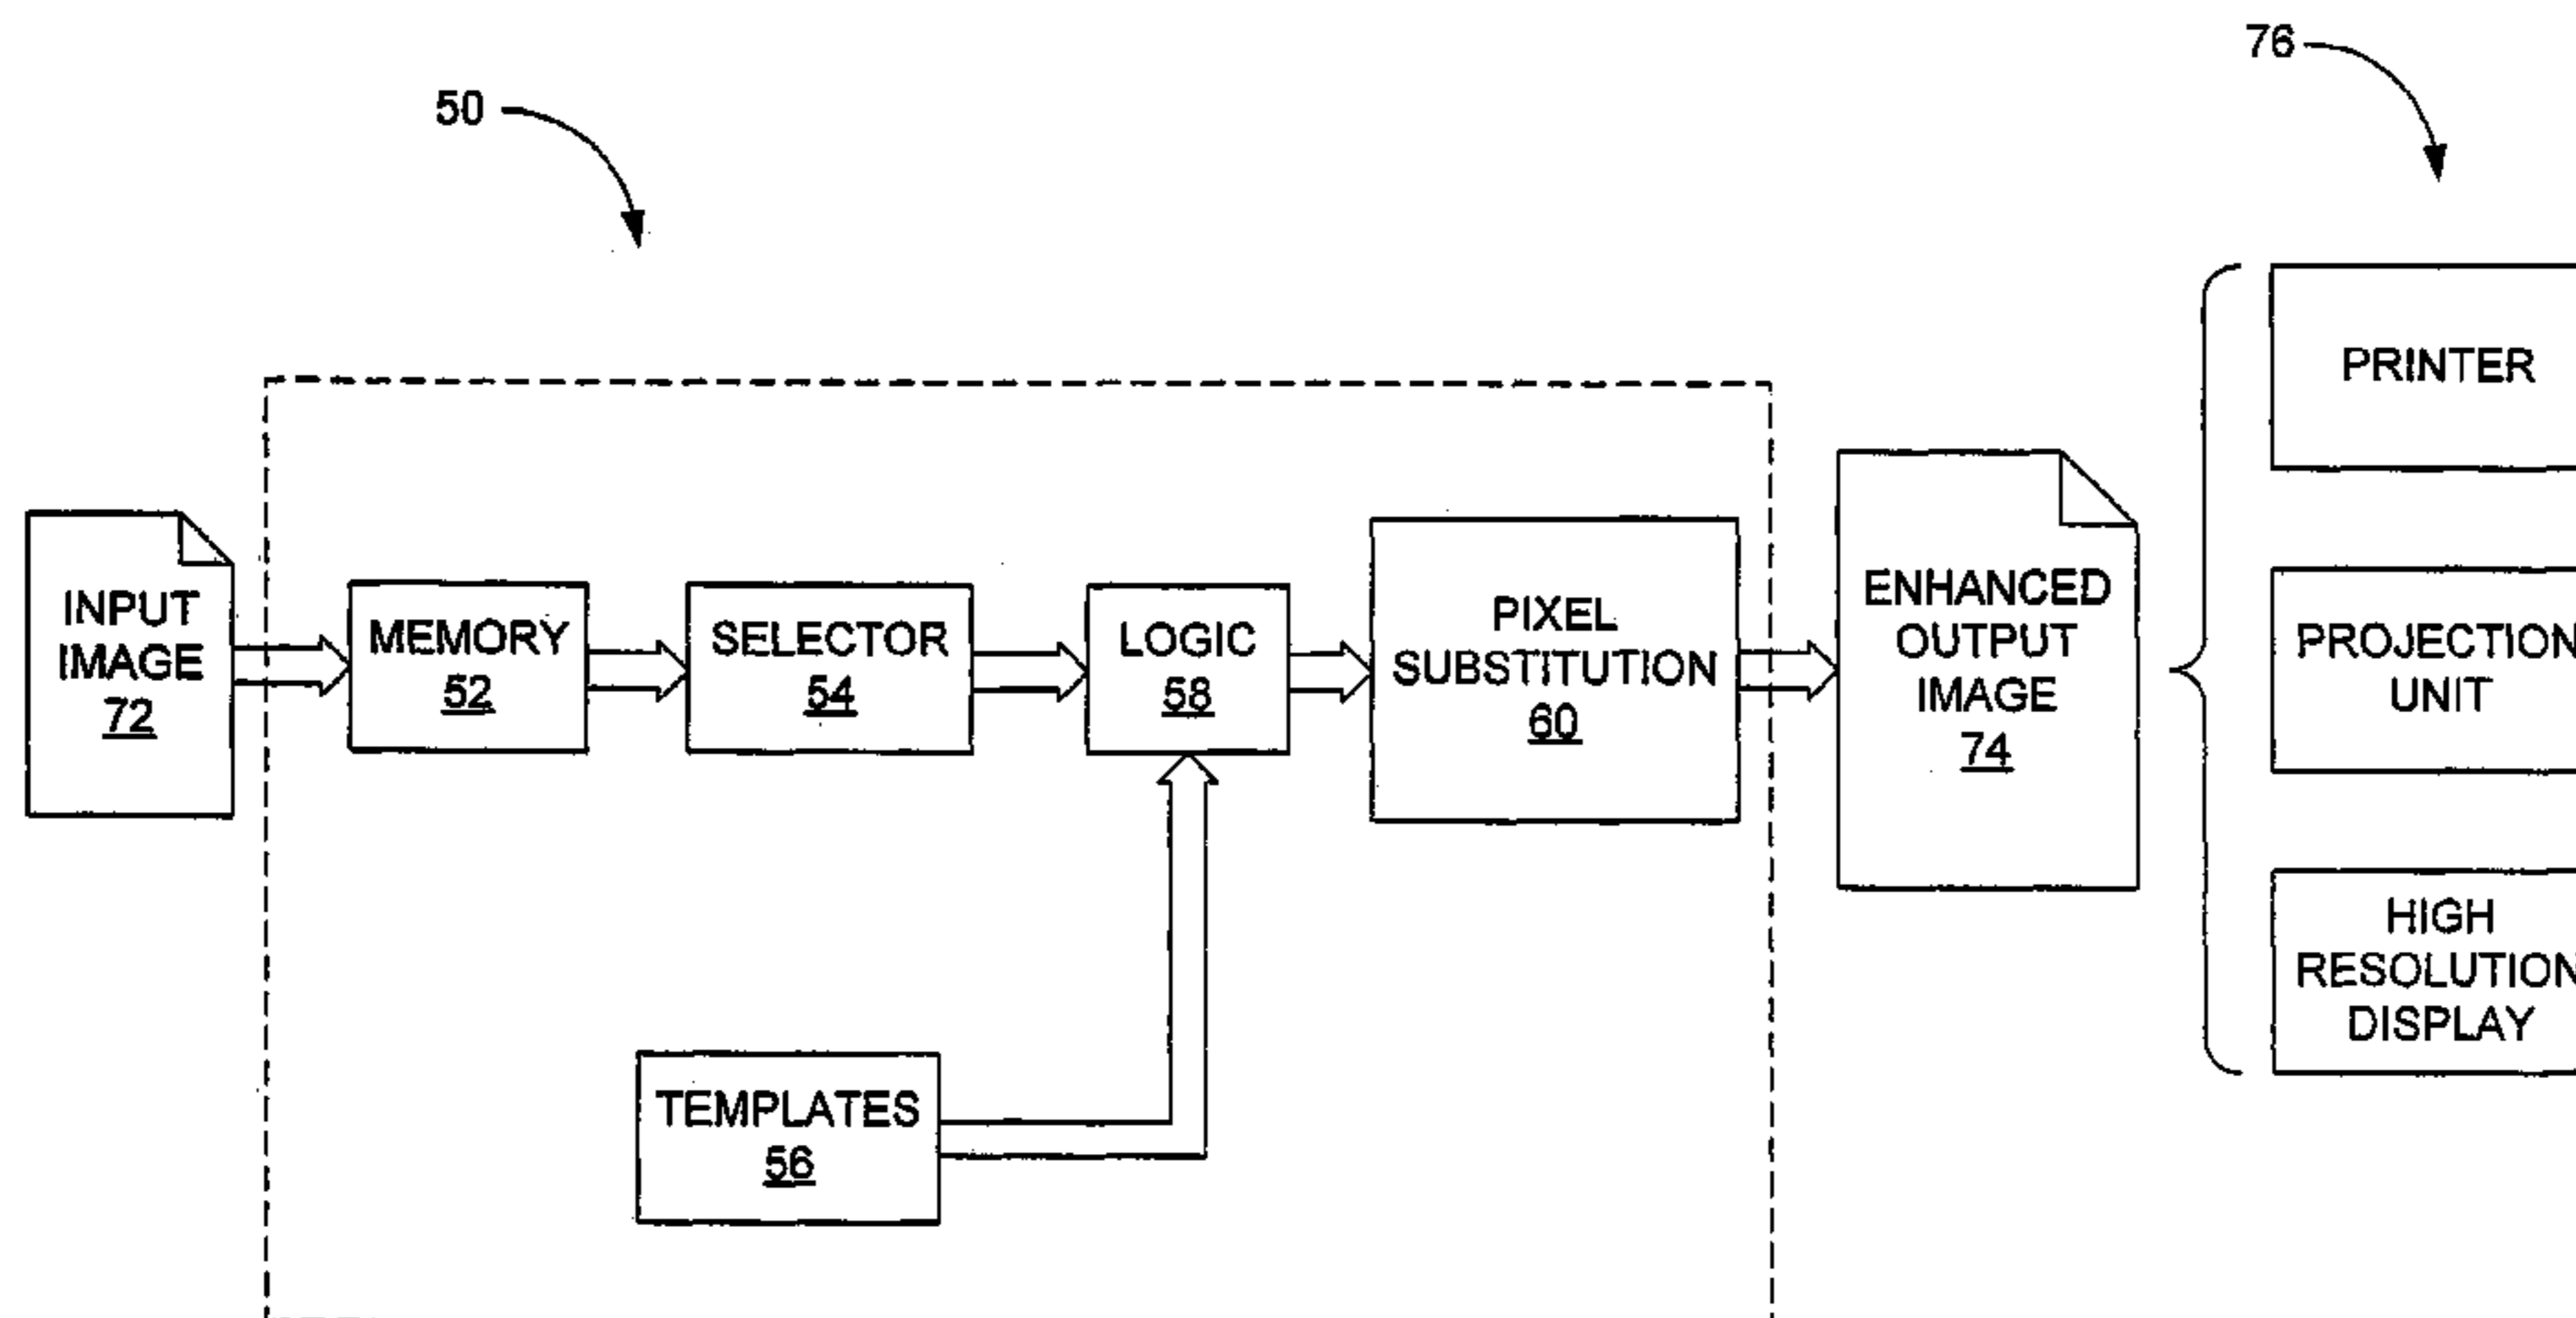 76
50
INPUT
IMAGE
72
MEMORY
52
SELECTOR
54
LOGIC
58
PIXEL
SUBSTITUTION
60
TEMPLATES
56
ENHANCED
OUTPUT
IMAGE
74
PRINTER
PROJECTION
UNIT
HIGH
RESOLUTION
DISPLAY